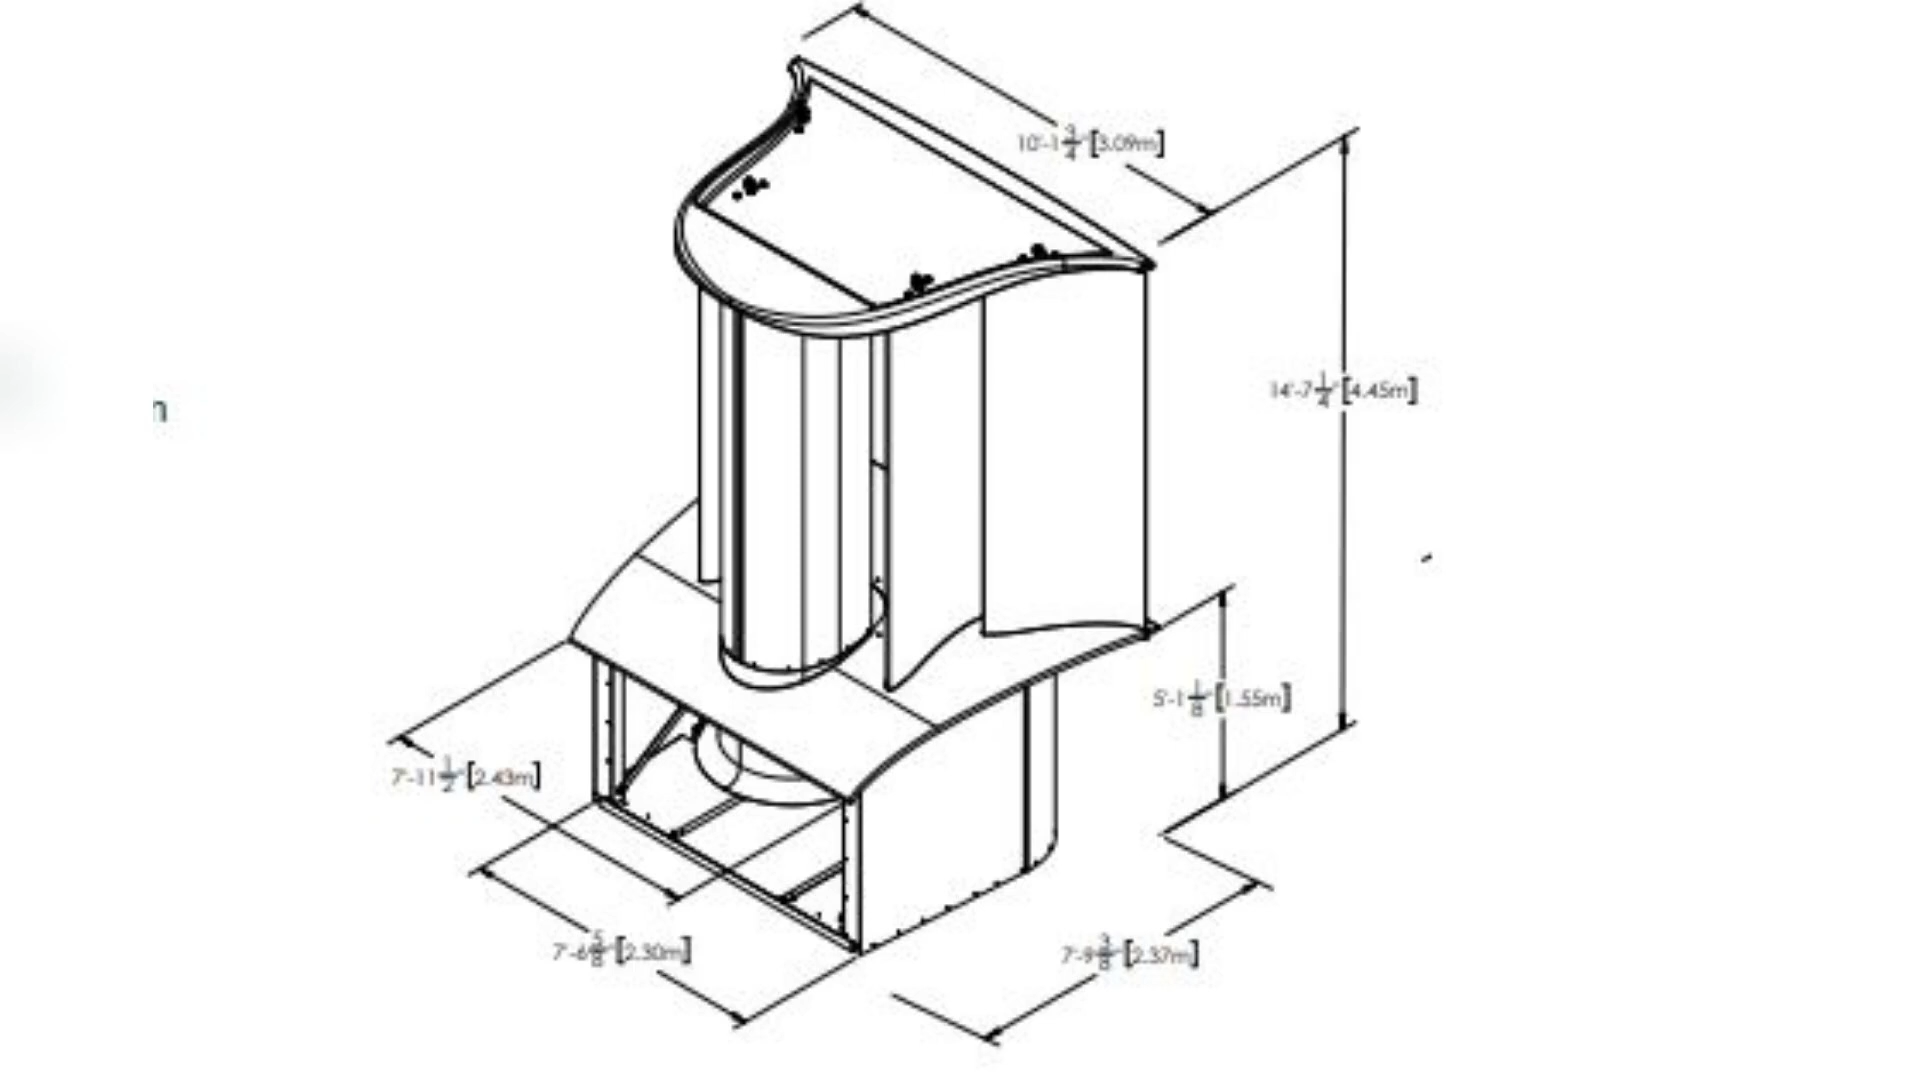 10'-1 3/4" [3.09m]
14'-7 1/4" [4.45m]
n
5'-1 1/8" [1.55m]
7'-11 1/2" [2.43m]
7'-6 5/8" [2.30m]
7'-9 3/8" [2.37m]